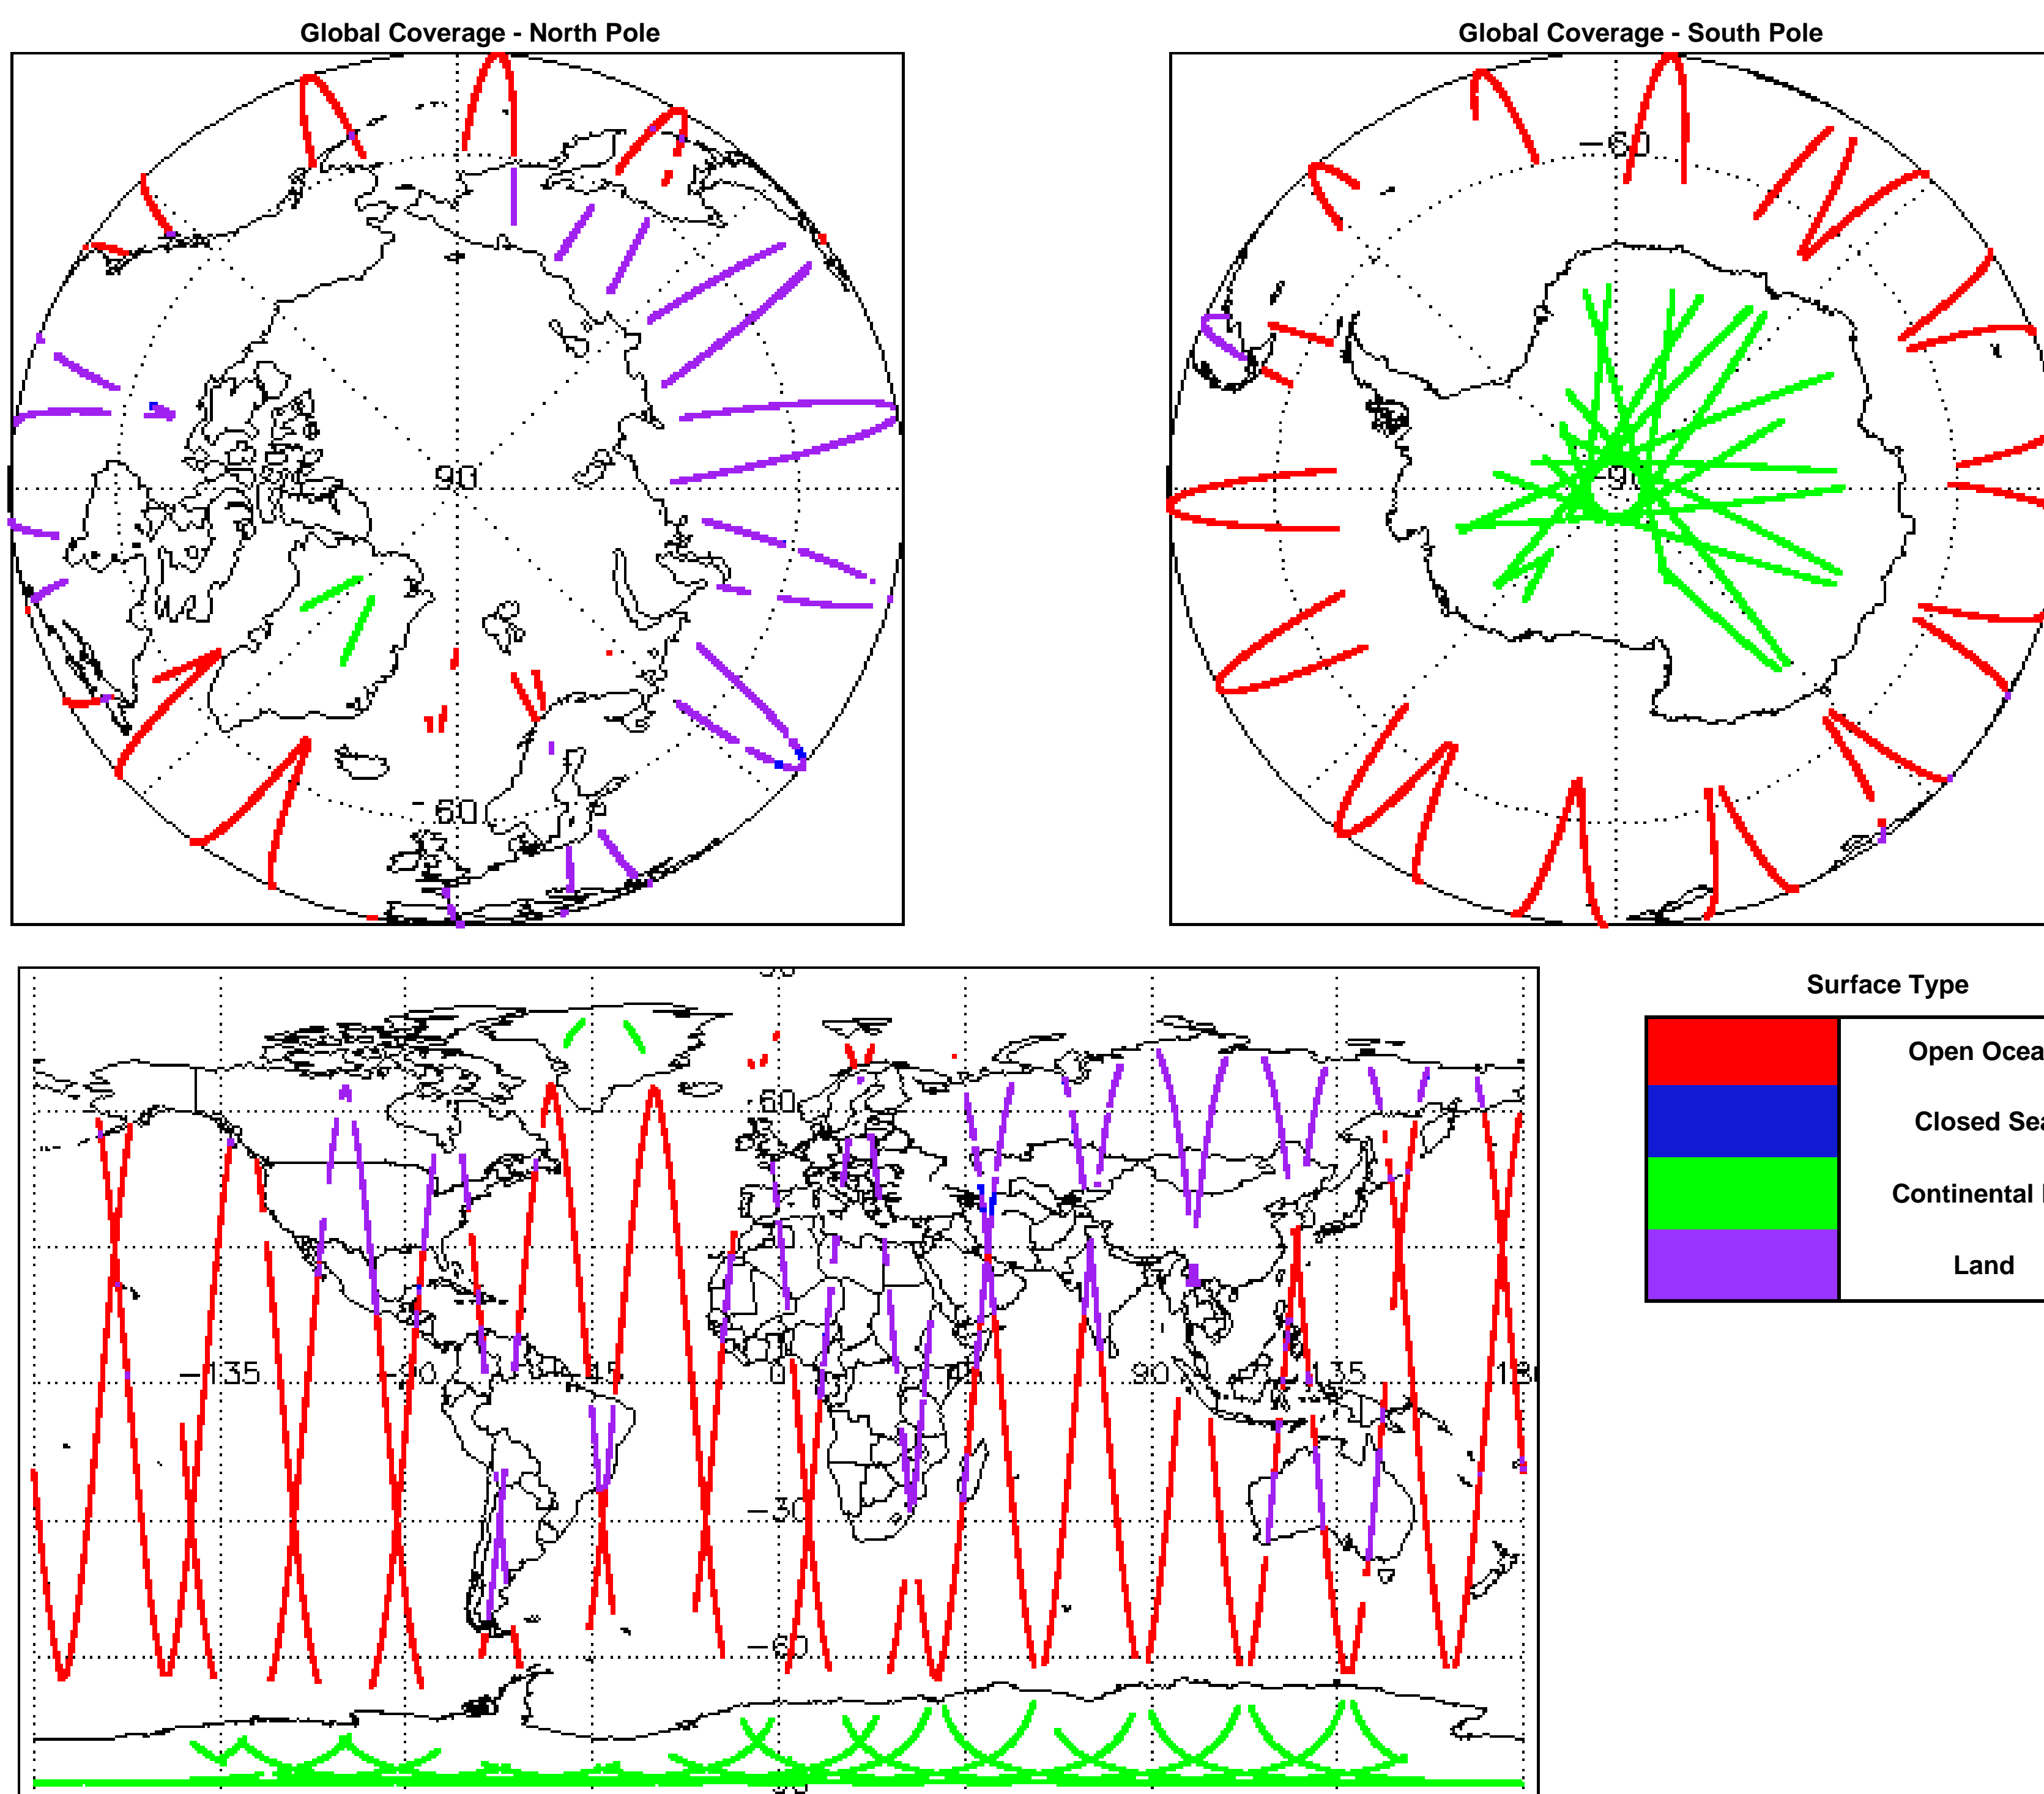 Global Coverage - North Pole
Global Coverage - South Pole
90
60
-60
-90
60
-135
-90
-45
0
45
90
135
-30
-60
Surface Type
Open Ocea
Closed Sea
Continental
Land